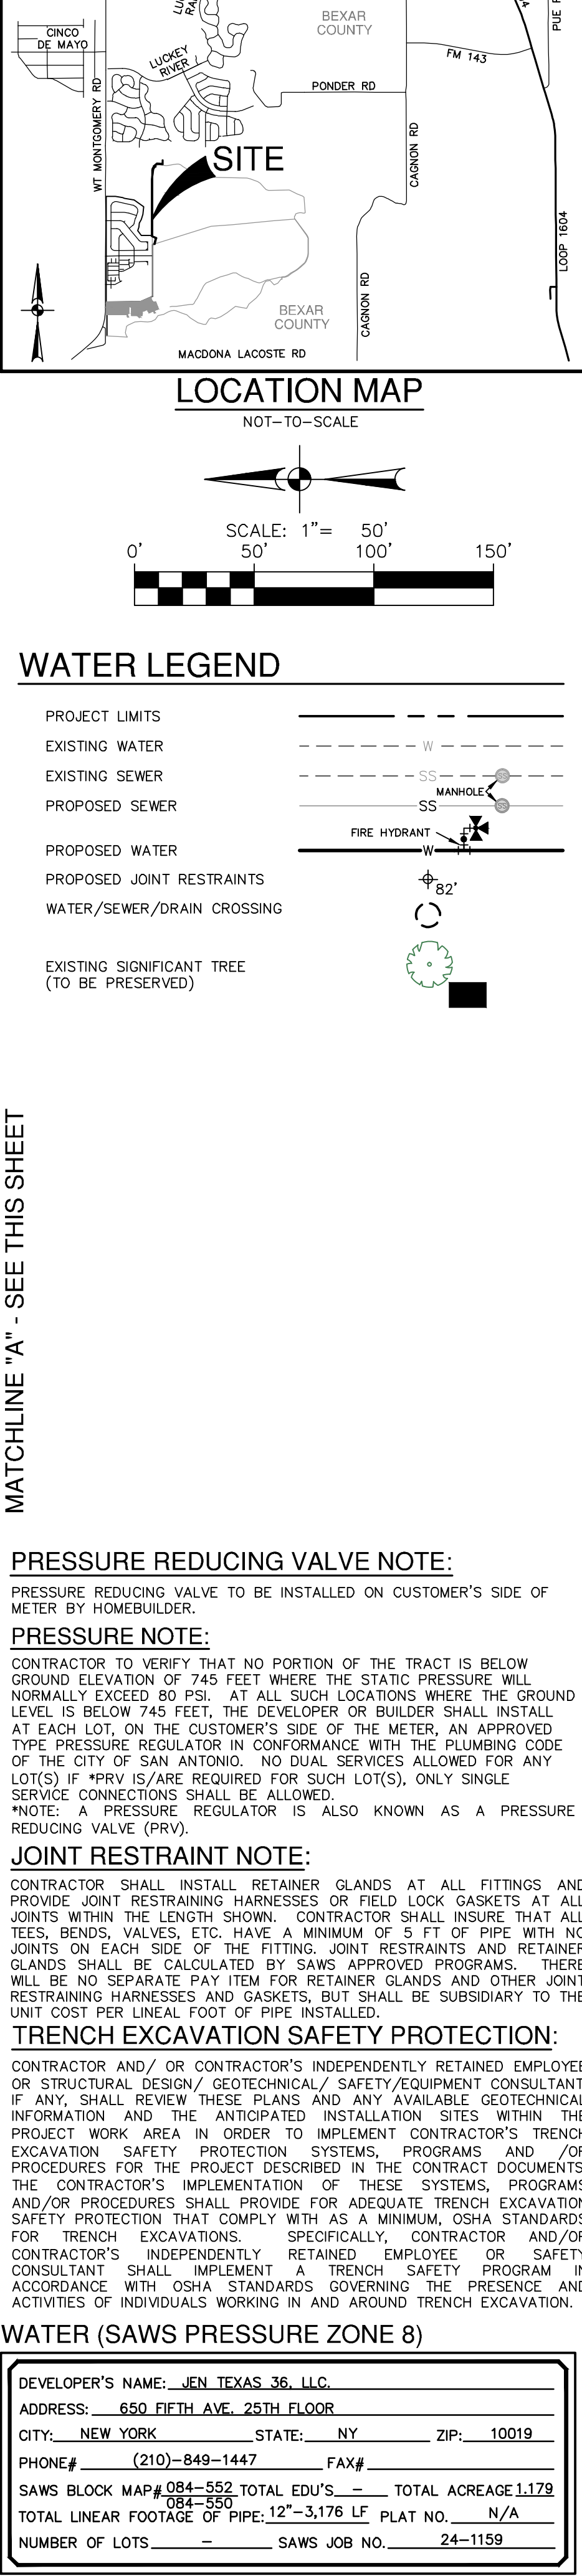 BEXAR
COUNTY
CINCO
DE MAYO
LUCKEY
RIVER
FM 143
PONDER RD
WT MONTGOMERY RD
CAGNON RD
SITE
LOOP 1604
CAGNON RD
BEXAR
COUNTY
MACDONA LACOSTE RD
LOCATION MAP
NOT-TO-SCALE
SCALE: 1"= 50'
0' 50' 100' 150'
WATER LEGEND
PROJECT LIMITS
EXISTING WATER W
EXISTING SEWER SS SS
MANHOLE
PROPOSED SEWER SS SS
FIRE HYDRANT
PROPOSED WATER W
PROPOSED JOINT RESTRAINTS 82'
WATER/SEWER/DRAIN CROSSING
EXISTING SIGNIFICANT TREE
(TO BE PRESERVED)
MATCHLINE "A" - SEE THIS SHEET
PRESSURE REDUCING VALVE NOTE:
PRESSURE REDUCING VALVE TO BE INSTALLED ON CUSTOMER'S SIDE OF
METER BY HOMEBUILDER.
PRESSURE NOTE:
CONTRACTOR TO VERIFY THAT NO PORTION OF THE TRACT IS BELOW
GROUND ELEVATION OF 745 FEET WHERE THE STATIC PRESSURE WILL
NORMALLY EXCEED 80 PSI. AT ALL SUCH LOCATIONS WHERE THE GROUND
LEVEL IS BELOW 745 FEET, THE DEVELOPER OR BUILDER SHALL INSTALL
AT EACH LOT, ON THE CUSTOMER'S SIDE OF THE METER, AN APPROVED
TYPE PRESSURE REGULATOR IN CONFORMANCE WITH THE PLUMBING CODE
OF THE CITY OF SAN ANTONIO. NO DUAL SERVICES ALLOWED FOR ANY
LOT(S) IF *PRV IS/ARE REQUIRED FOR SUCH LOT(S), ONLY SINGLE
SERVICE CONNECTIONS SHALL BE ALLOWED.
*NOTE: A PRESSURE REGULATOR IS ALSO KNOWN AS A PRESSURE
REDUCING VALVE (PRV).
JOINT RESTRAINT NOTE:
CONTRACTOR SHALL INSTALL RETAINER GLANDS AT ALL FITTINGS AND
PROVIDE JOINT RESTRAINING HARNESSES OR FIELD LOCK GASKETS AT ALL
JOINTS WITHIN THE LENGTH SHOWN. CONTRACTOR SHALL INSURE THAT ALL
TEES, BENDS, VALVES, ETC. HAVE A MINIMUM OF 5 FT OF PIPE WITH NO
JOINTS ON EACH SIDE OF THE FITTING. JOINT RESTRAINTS AND RETAINER
GLANDS SHALL BE CALCULATED BY SAWS APPROVED PROGRAMS. THERE
WILL BE NO SEPARATE PAY ITEM FOR RETAINER GLANDS AND OTHER JOINT
RESTRAINING HARNESSES AND GASKETS, BUT SHALL BE SUBSIDIARY TO THE
UNIT COST PER LINEAL FOOT OF PIPE INSTALLED.
TRENCH EXCAVATION SAFETY PROTECTION:
CONTRACTOR AND/ OR CONTRACTOR'S INDEPENDENTLY RETAINED EMPLOYEE
OR STRUCTURAL DESIGN/ GEOTECHNICAL/ SAFETY/EQUIPMENT CONSULTANT
IF ANY, SHALL REVIEW THESE PLANS AND ANY AVAILABLE GEOTECHNICAL
INFORMATION AND THE ANTICIPATED INSTALLATION SITES WITHIN THE
PROJECT WORK AREA IN ORDER TO IMPLEMENT CONTRACTOR'S TRENCH
EXCAVATION SAFETY PROTECTION SYSTEMS, PROGRAMS AND /OR
PROCEDURES FOR THE PROJECT DESCRIBED IN THE CONTRACT DOCUMENTS
THE CONTRACTOR'S IMPLEMENTATION OF THESE SYSTEMS, PROGRAMS
AND/OR PROCEDURES SHALL PROVIDE FOR ADEQUATE TRENCH EXCAVATION
SAFETY PROTECTION THAT COMPLY WITH AS A MINIMUM, OSHA STANDARDS
FOR TRENCH EXCAVATIONS. SPECIFICALLY, CONTRACTOR AND/OR
CONTRACTOR'S INDEPENDENTLY RETAINED EMPLOYEE OR SAFETY
CONSULTANT SHALL IMPLEMENT A TRENCH SAFETY PROGRAM IN
ACCORDANCE WITH OSHA STANDARDS GOVERNING THE PRESENCE AND
ACTIVITIES OF INDIVIDUALS WORKING IN AND AROUND TRENCH EXCAVATION.
WATER (SAWS PRESSURE ZONE 8)
DEVELOPER'S NAME: JEN TEXAS 36, LLC.
ADDRESS: 650 FIFTH AVE. 25TH FLOOR
CITY: NEW YORK STATE: NY ZIP: 10019
PHONE# (210)-849-1447 FAX#
SAWS BLOCK MAP# 084-552 TOTAL EDU'S - TOTAL ACREAGE 1.179
084-550
TOTAL LINEAR FOOTAGE OF PIPE: 12"-3,176 LF PLAT NO. N/A
NUMBER OF LOTS - SAWS JOB NO. 24-1159